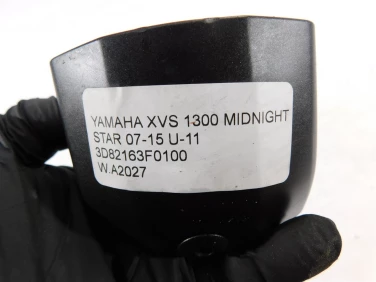 YAMAHA XVS 1300 MIDNIGHT
STAR 07-15 U-11
3D82163F0100
W.A2027